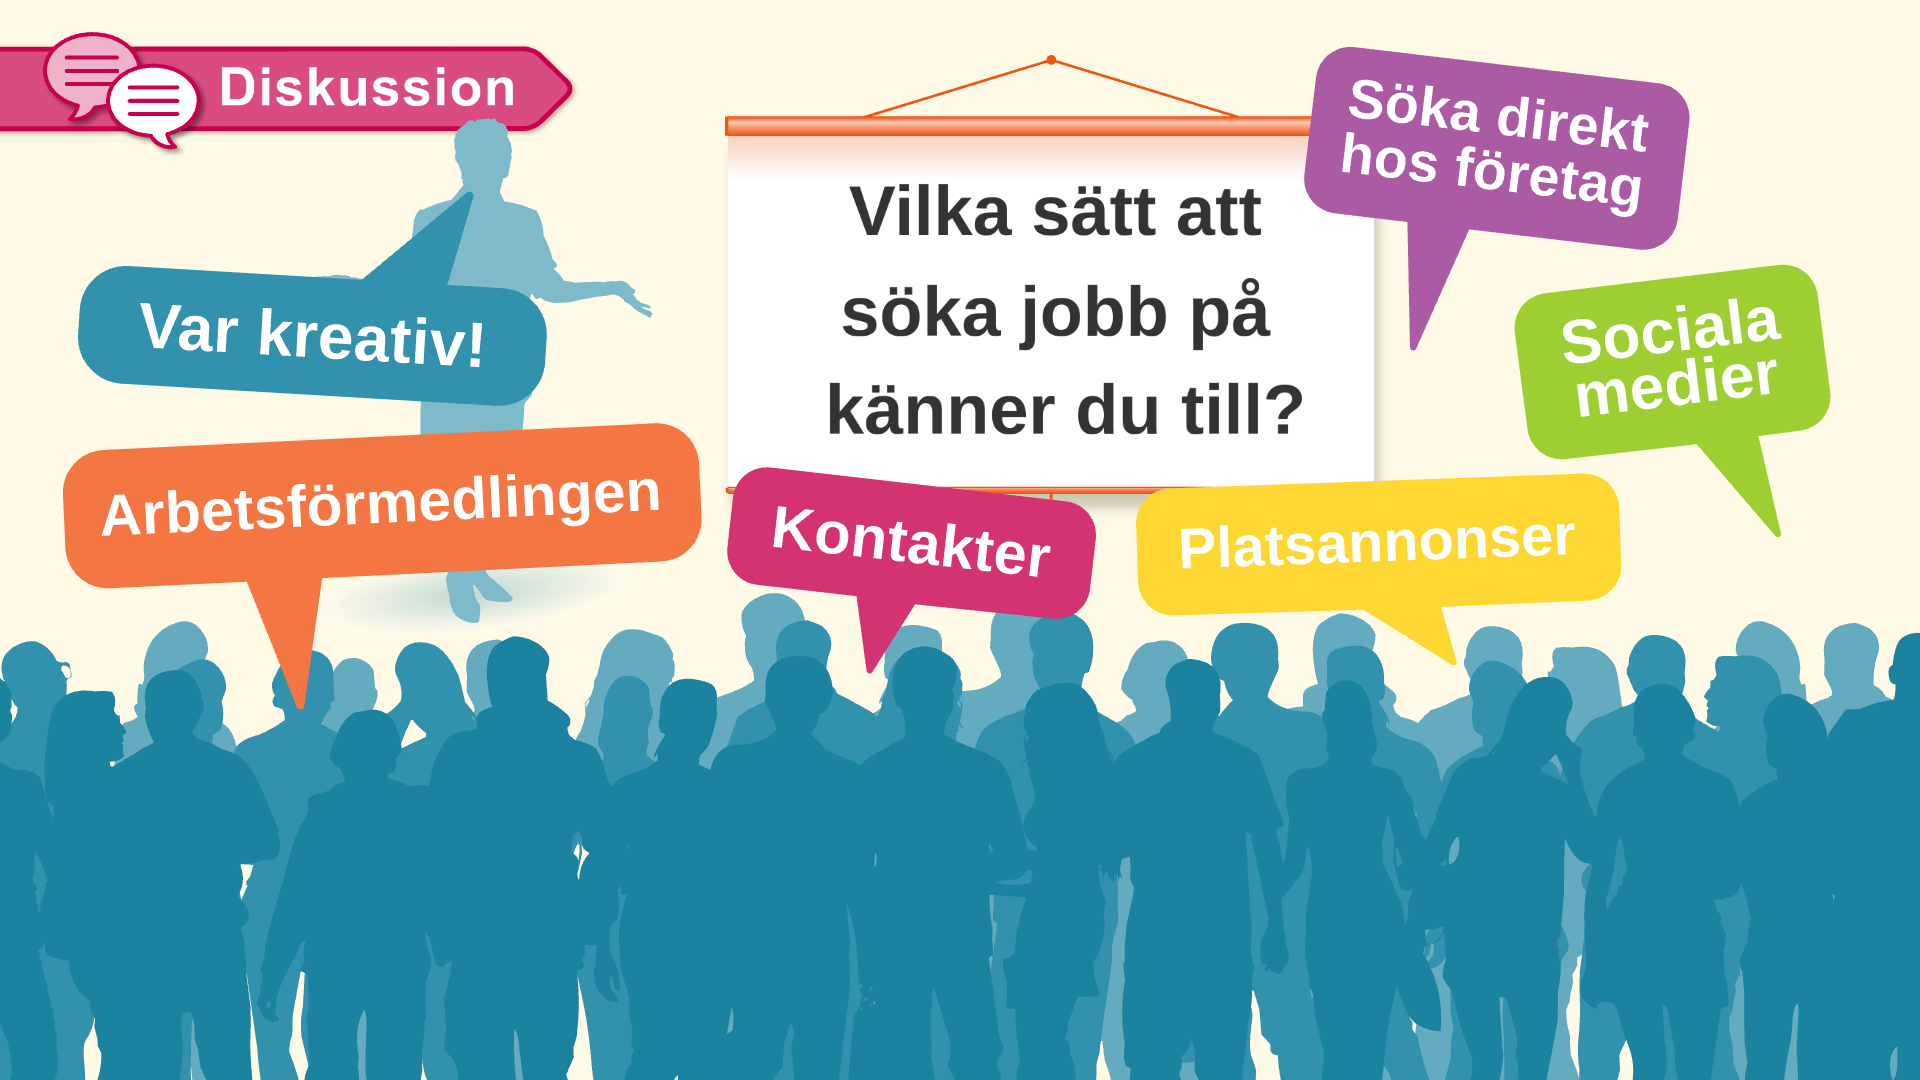 Diskussion
Vilka sätt att
söka jobb på
känner du till?
Söka direkt
hos företag
Sociala
medier
Var kreativ!
Arbetsförmedlingen
Kontakter
Platsannonser